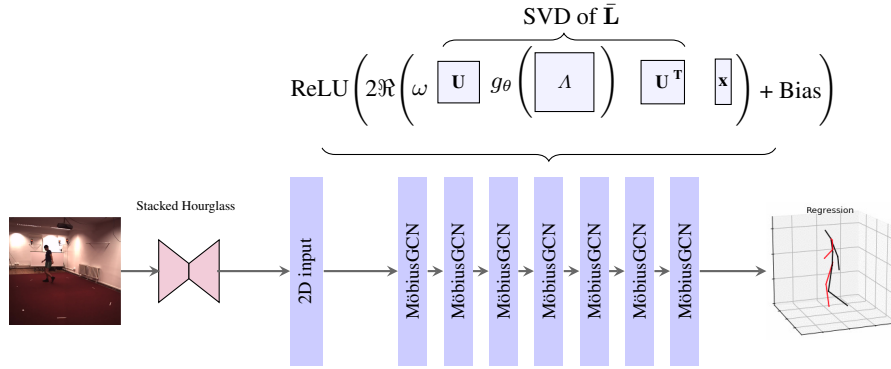 SVD of L̄
ReLU(2ℜ(ω U g_θ(Λ) U^T x) + Bias)
Stacked Hourglass
2D input
MöbiusGCN
MöbiusGCN
MöbiusGCN
MöbiusGCN
MöbiusGCN
MöbiusGCN
MöbiusGCN
Regression